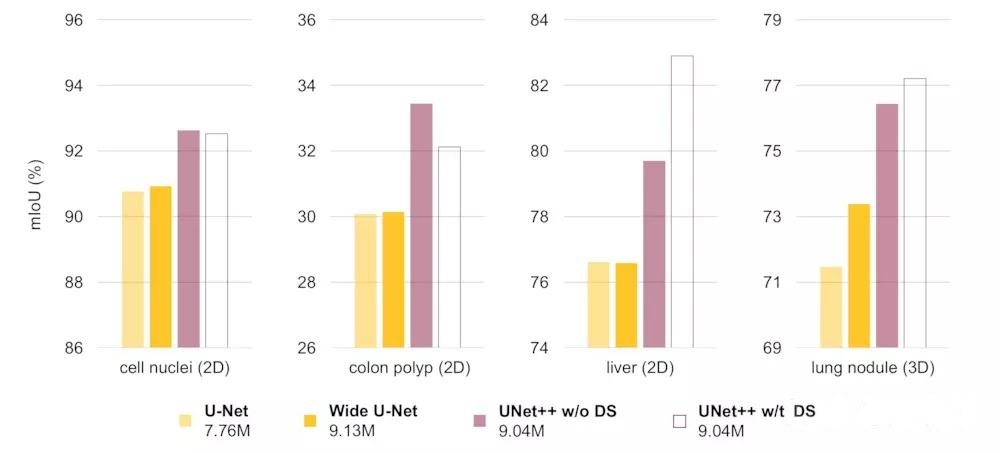 96 36 84 79
94 34 82 77
92 32 80 75
mIoU (%)
90 30 78 73
88 28 76 71
86 26 74 69
cell nuclei (2D) colon polyp (2D) liver (2D) lung nodule (3D)
U-Net Wide U-Net UNet++ w/o DS UNet++ w/t DS
7.76M 9.13M 9.04M 9.04M